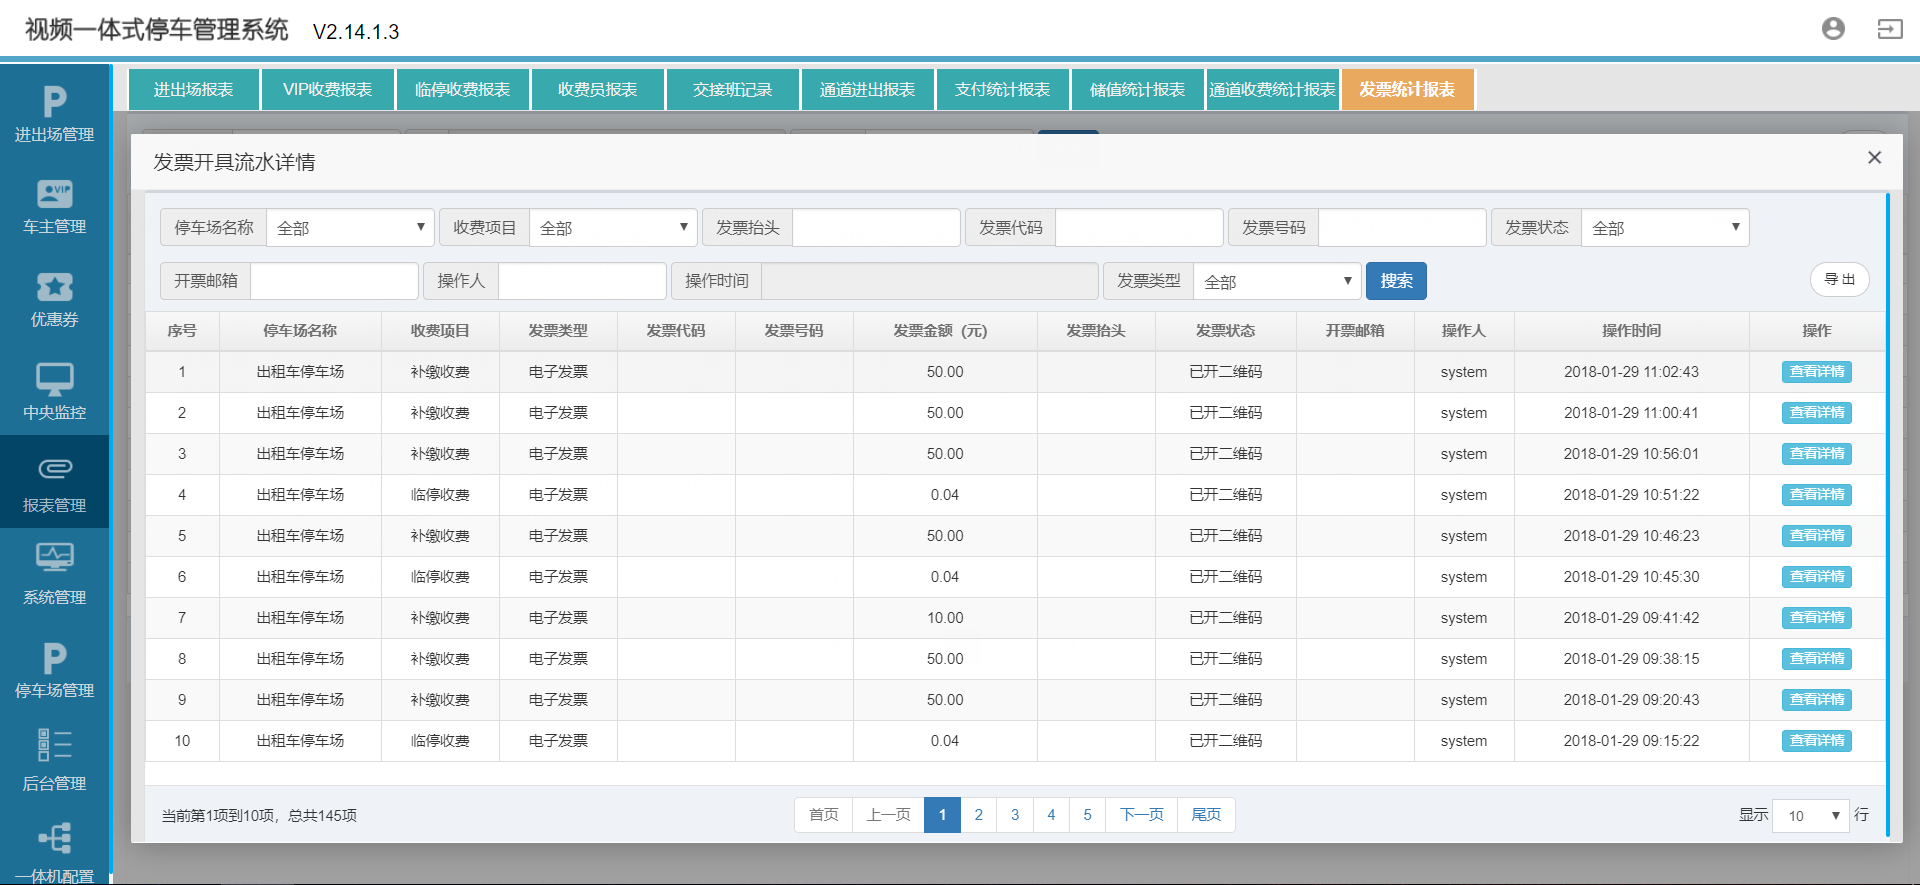 视频一体式停车管理系统 V2.14.1.3
进出场报表 VIP收费报表 临停收费报表 收费员报表 交接班记录 通道进出报表 支付统计报表 储值统计报表 通道收费统计报表 发票统计报表
进出场管理
车主管理
优惠券
中央监控
报表管理
系统管理
停车场管理
后台管理
一体机配置
发票开具流水详情 ×
停车场名称 全部 收费项目 全部 发票抬头 发票代码 发票号码 发票状态 全部
开票邮箱 操作人 操作时间 发票类型 全部 搜索 导出
序号 停车场名称 收费项目 发票类型 发票代码 发票号码 发票金额（元） 发票抬头 发票状态 开票邮箱 操作人 操作时间 操作
1 出租车停车场 补缴收费 电子发票 50.00 已开二维码 system 2018-01-29 11:02:43 查看详情
2 出租车停车场 补缴收费 电子发票 50.00 已开二维码 system 2018-01-29 11:00:41 查看详情
3 出租车停车场 补缴收费 电子发票 50.00 已开二维码 system 2018-01-29 10:56:01 查看详情
4 出租车停车场 临停收费 电子发票 0.04 已开二维码 system 2018-01-29 10:51:22 查看详情
5 出租车停车场 补缴收费 电子发票 50.00 已开二维码 system 2018-01-29 10:46:23 查看详情
6 出租车停车场 临停收费 电子发票 0.04 已开二维码 system 2018-01-29 10:45:30 查看详情
7 出租车停车场 补缴收费 电子发票 10.00 已开二维码 system 2018-01-29 09:41:42 查看详情
8 出租车停车场 补缴收费 电子发票 50.00 已开二维码 system 2018-01-29 09:38:15 查看详情
9 出租车停车场 补缴收费 电子发票 50.00 已开二维码 system 2018-01-29 09:20:43 查看详情
10 出租车停车场 临停收费 电子发票 0.04 已开二维码 system 2018-01-29 09:15:22 查看详情
当前第1项到10项，总共145项 首页 上一页 1 2 3 4 5 下一页 尾页 显示 10 行